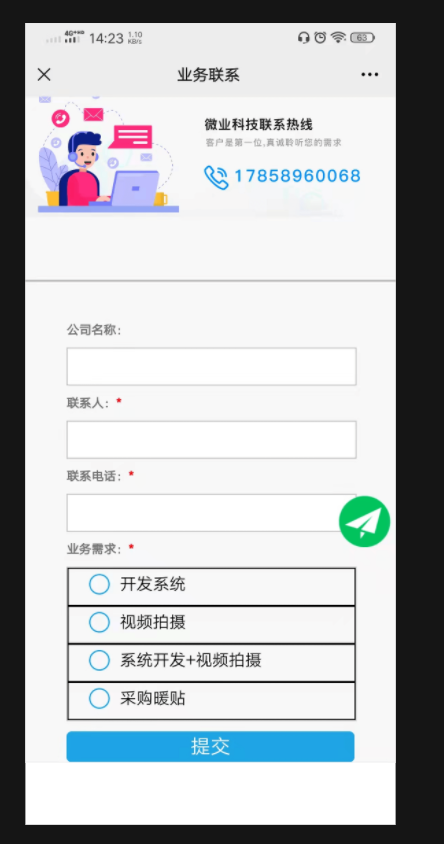 4G 14:23 1.10 KB/s 63
业务联系
微业科技联系热线
客户是第一位,真诚聆听您的需求
17858960068
公司名称:
联系人: *
联系电话: *
业务需求: *
开发系统
视频拍摄
系统开发+视频拍摄
采购暖贴
提交